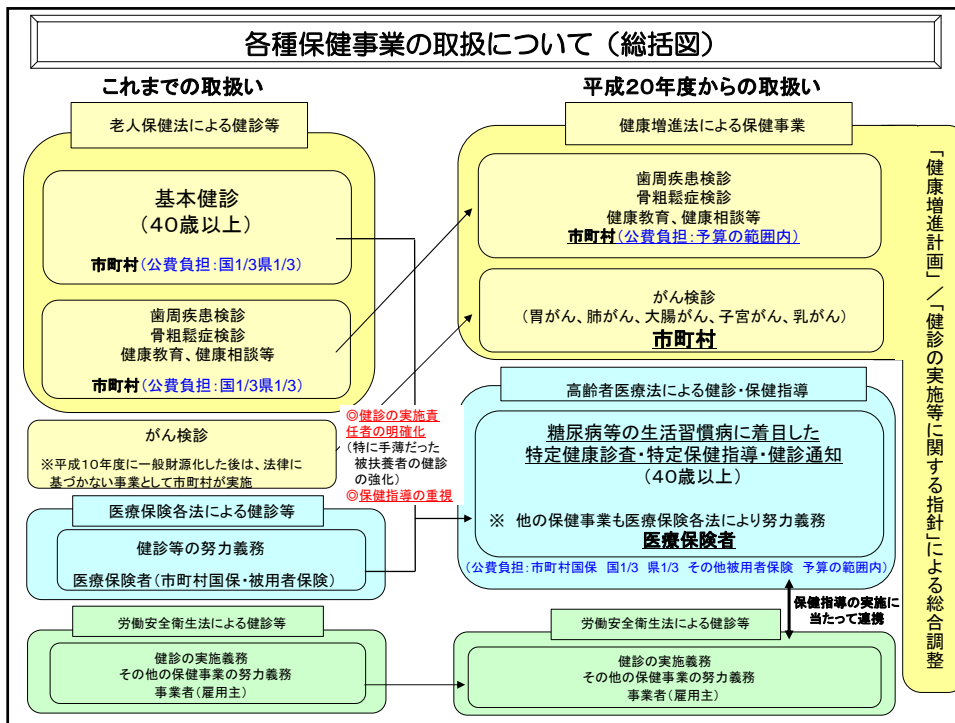 各種保健事業の取扱について（総括図）
これまでの取扱い
老人保健法による健診等
基本健診
（40歳以上）
市町村（公費負担：国1/3県1/3）
歯周疾患検診
骨粗鬆症検診
健康教育、健康相談等
市町村（公費負担：国1/3県1/3）
がん検診
※平成１０年度に一般財源化した後は、法律に
基づかない事業として市町村が実施
医療保険各法による健診等
健診等の努力義務
医療保険者（市町村国保・被用者保険）
労働安全衛生法による健診等
健診の実施義務
その他の保健事業の努力義務
事業者（雇用主）
◎健診の実施責
任者の明確化
（特に手薄だった
被扶養者の健診
の強化）
◎保健指導の重視
平成２０年度からの取扱い
健康増進法による保健事業
歯周疾患検診
骨粗鬆症検診
健康教育、健康相談等
市町村（公費負担：予算の範囲内）
がん検診
（胃がん、肺がん、大腸がん、子宮がん、乳がん）
市町村
高齢者医療法による健診・保健指導
糖尿病等の生活習慣病に着目した
特定健康診査・特定保健指導・健診通知
（４０歳以上）
※ 他の保健事業も医療保険各法により努力義務
医療保険者
（公費負担：市町村国保 国1/3 県1/3 その他被用者保険 予算の範囲内）
保健指導の実施に
当たって連携
労働安全衛生法による健診等
健診の実施義務
その他の保健事業の努力義務
事業者（雇用主）
「健康増進計画」／「健診の実施等に関する指針」による総合調整